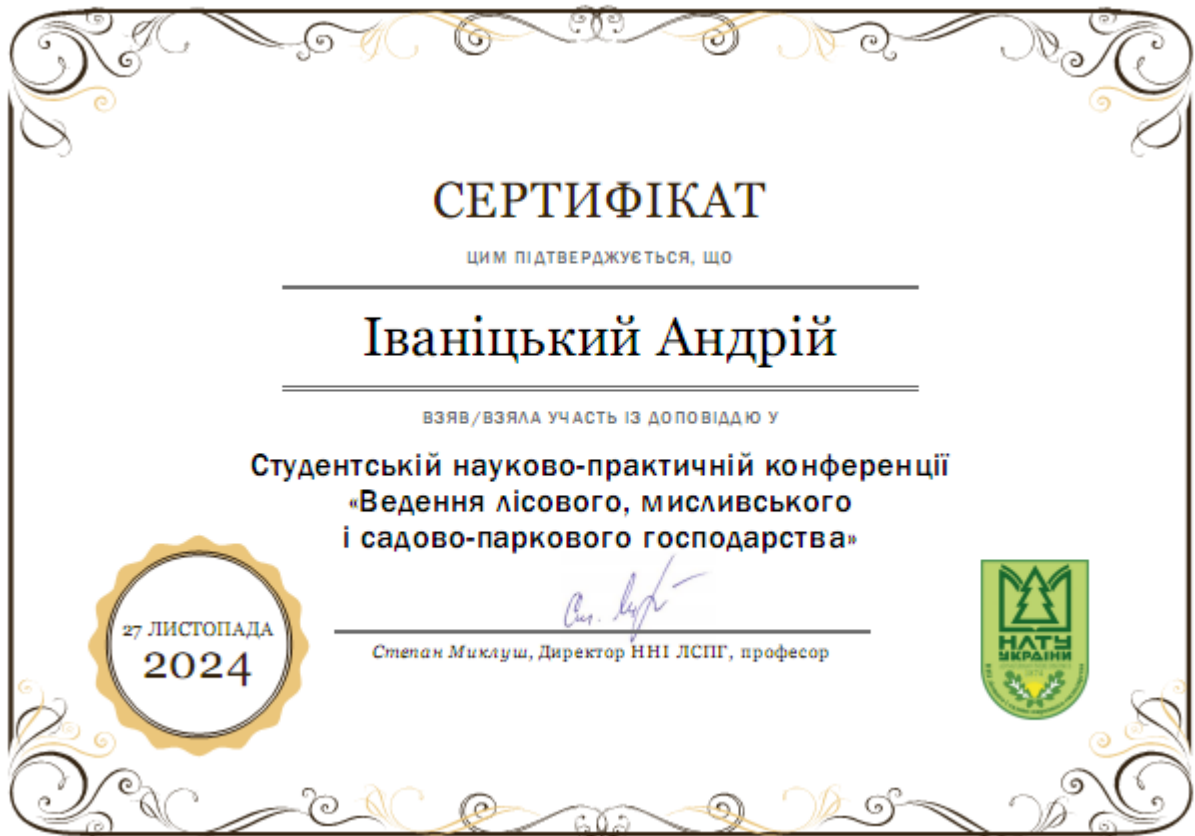 СЕРТИФІКАТ
ЦИМ ПІДТВЕРДЖУЄТЬСЯ, ЩО
Іваніцький Андрій
ВЗЯВ/ВЗЯЛА УЧАСТЬ ІЗ ДОПОВІДДЮ У
Студентській науково-практичній конференції
«Ведення лісового, мисливського
і садово-паркового господарства»
27 ЛИСТОПАДА
2024
Степан Миклуш, Директор ННІ ЛСПГ, професор
НЛТУ
УКРАЇНИ
1874